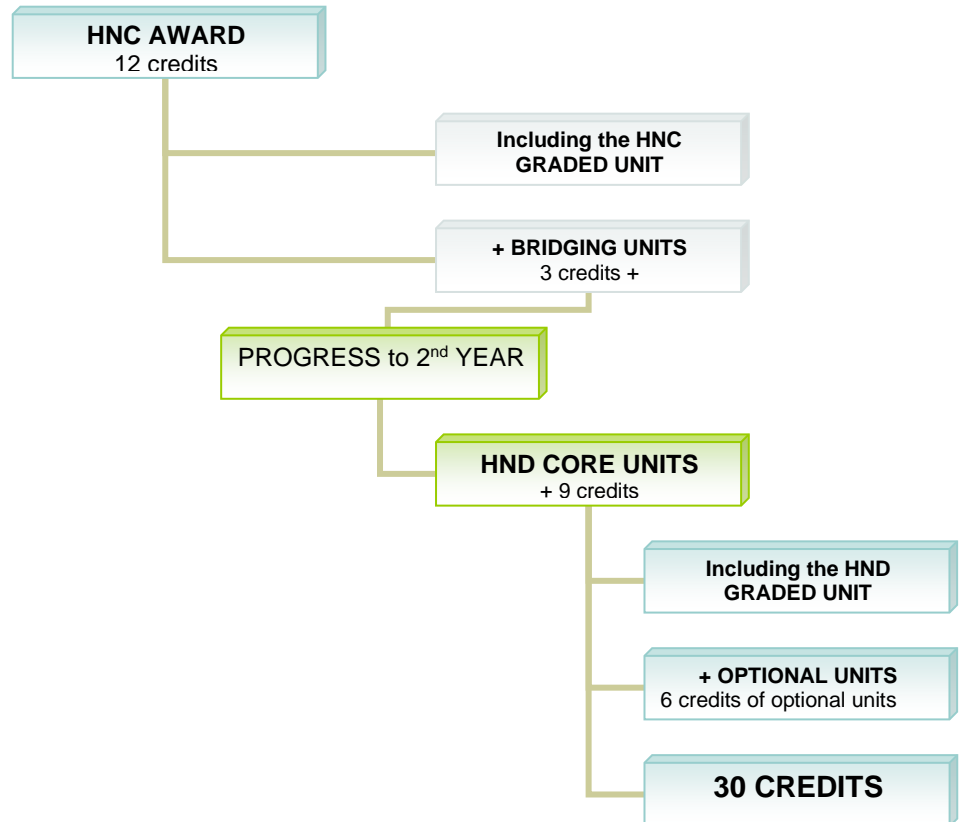 HNC AWARD
12 credits
Including the HNC
GRADED UNIT
+ BRIDGING UNITS
3 credits +
PROGRESS to 2nd YEAR
HND CORE UNITS
+ 9 credits
Including the HND
GRADED UNIT
+ OPTIONAL UNITS
6 credits of optional units
30 CREDITS